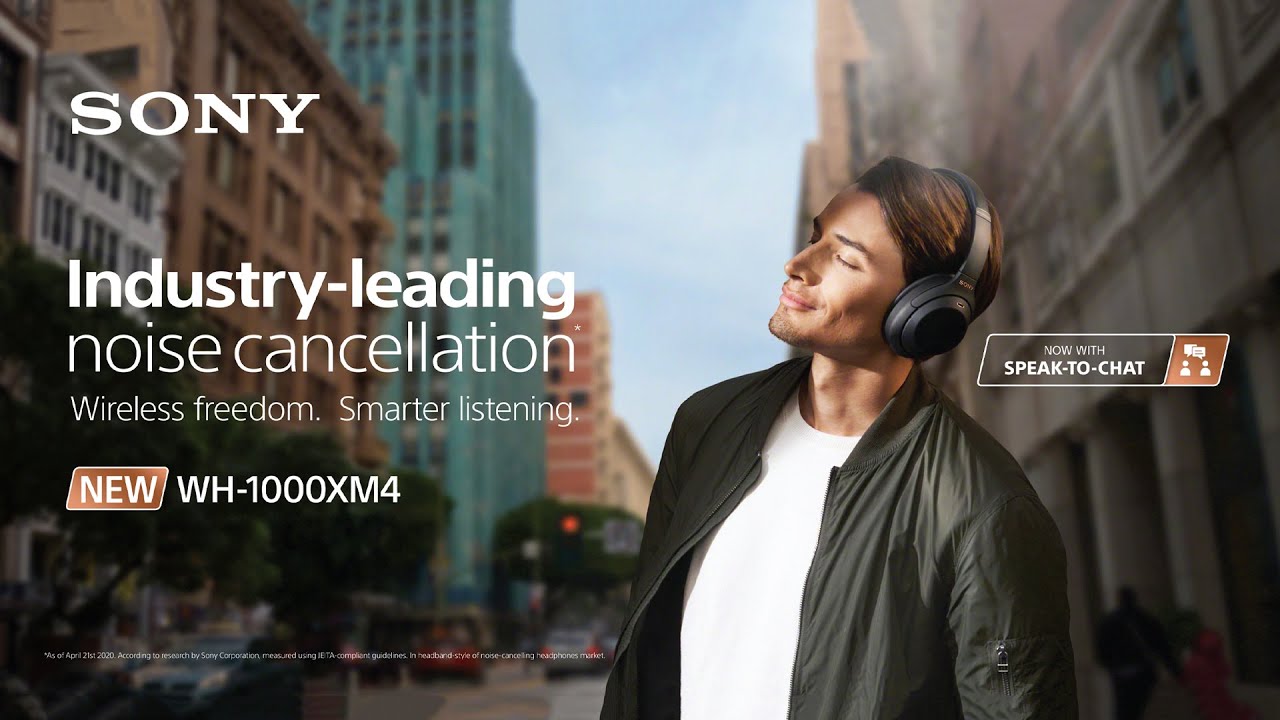 SONY
Industry-leading
noise cancellation*
Wireless freedom. Smarter listening.
NEW WH-1000XM4
SONY
NOW WITH
SPEAK-TO-CHAT
*As of April 21st 2020. According to research by Sony Corporation, measured using JEITA-compliant guidelines. In headband-style of noise-cancelling headphones market.